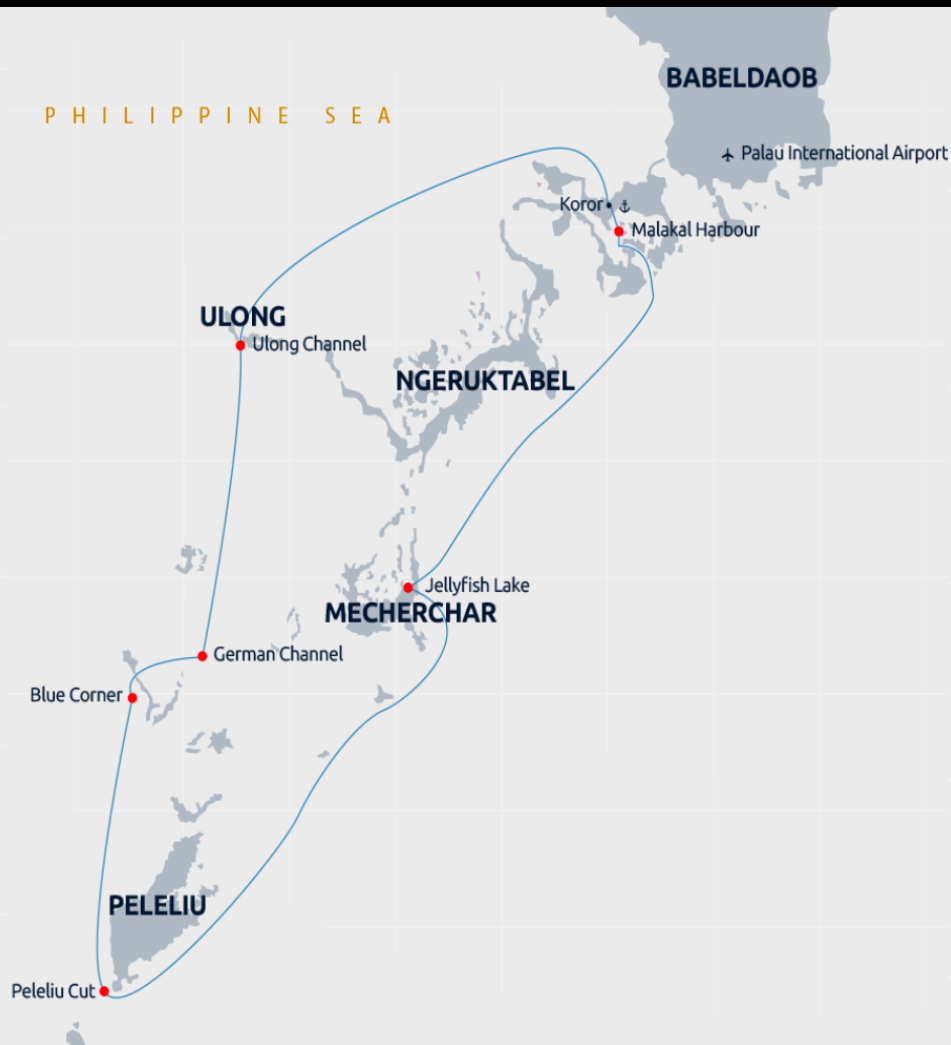 BABELDAOB
PHILIPPINE SEA
Palau International Airport
Koror
Malakal Harbour
ULONG
Ulong Channel
NGERUKTABEL
Jellyfish Lake
MECHERCHAR
German Channel
Blue Corner
PELELIU
Peleliu Cut